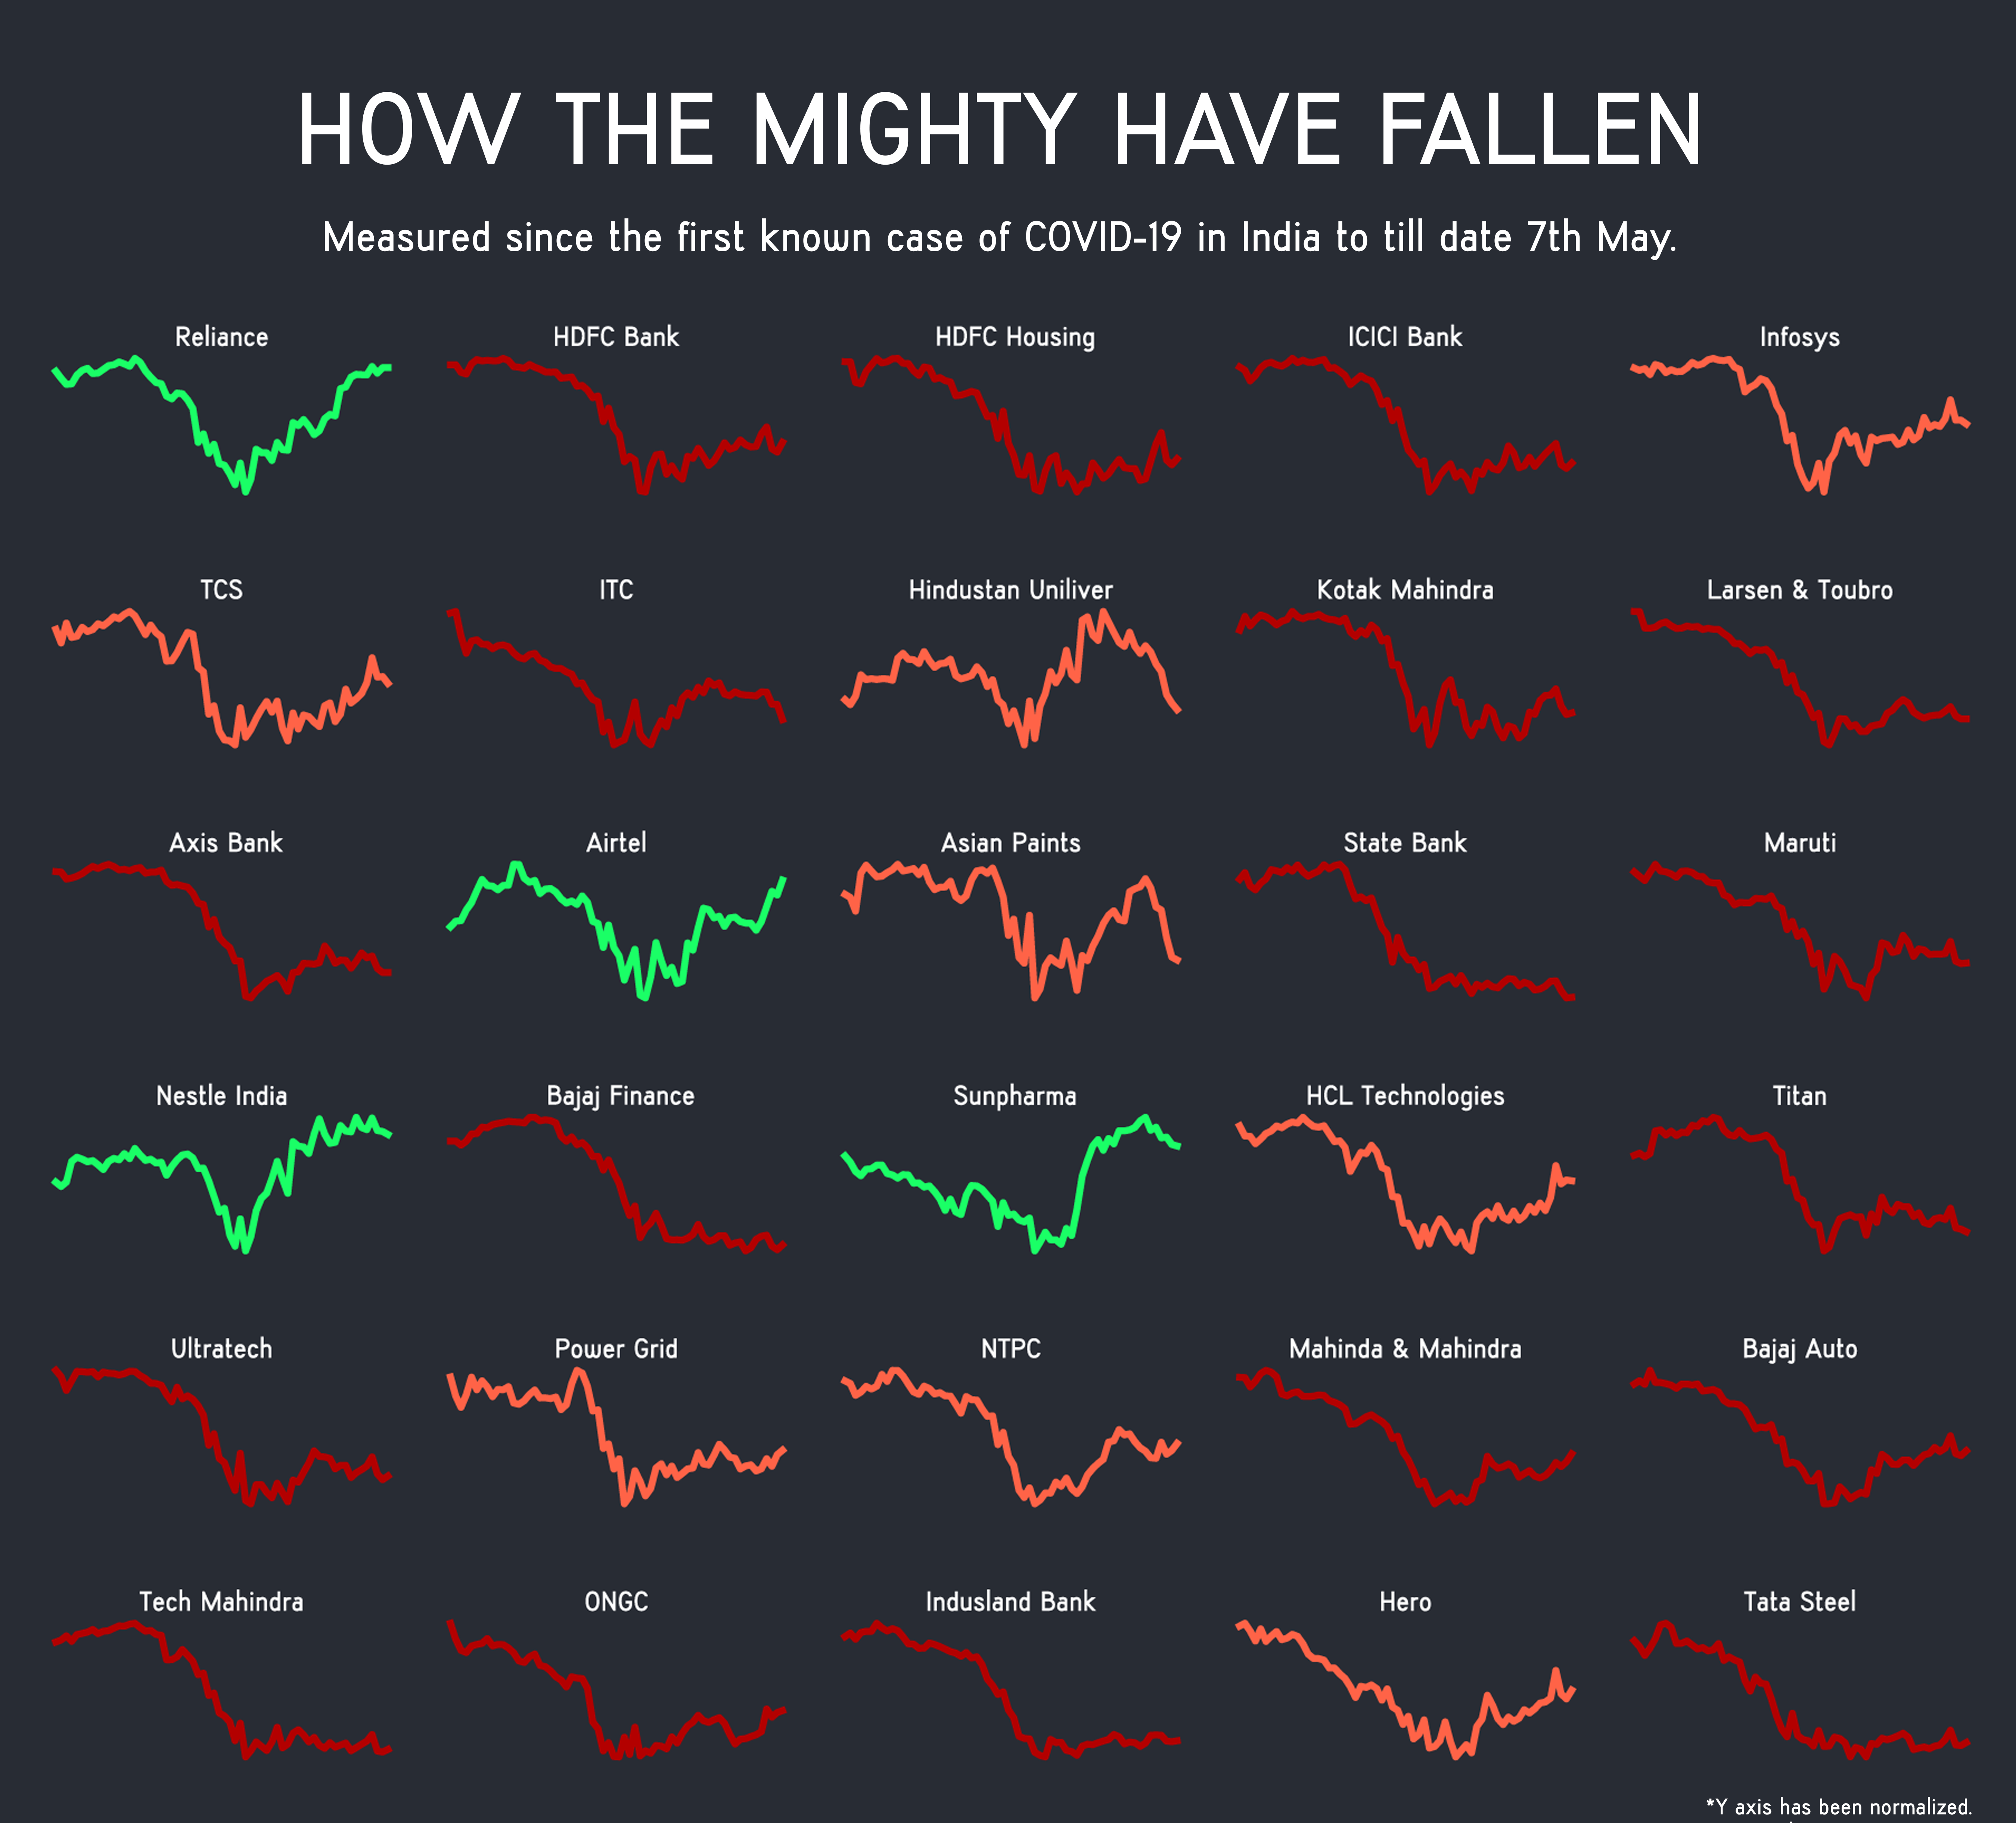 HOW THE MIGHTY HAVE FALLEN
Measured since the first known case of COVID-19 in India to till date 7th May.
Reliance
HDFC Bank
HDFC Housing
ICICI Bank
Infosys
TCS
ITC
Hindustan Uniliver
Kotak Mahindra
Larsen & Toubro
Axis Bank
Airtel
Asian Paints
State Bank
Maruti
Nestle India
Bajaj Finance
Sunpharma
HCL Technologies
Titan
Ultratech
Power Grid
NTPC
Mahinda & Mahindra
Bajaj Auto
Tech Mahindra
ONGC
Indusland Bank
Hero
Tata Steel
*Y axis has been normalized.